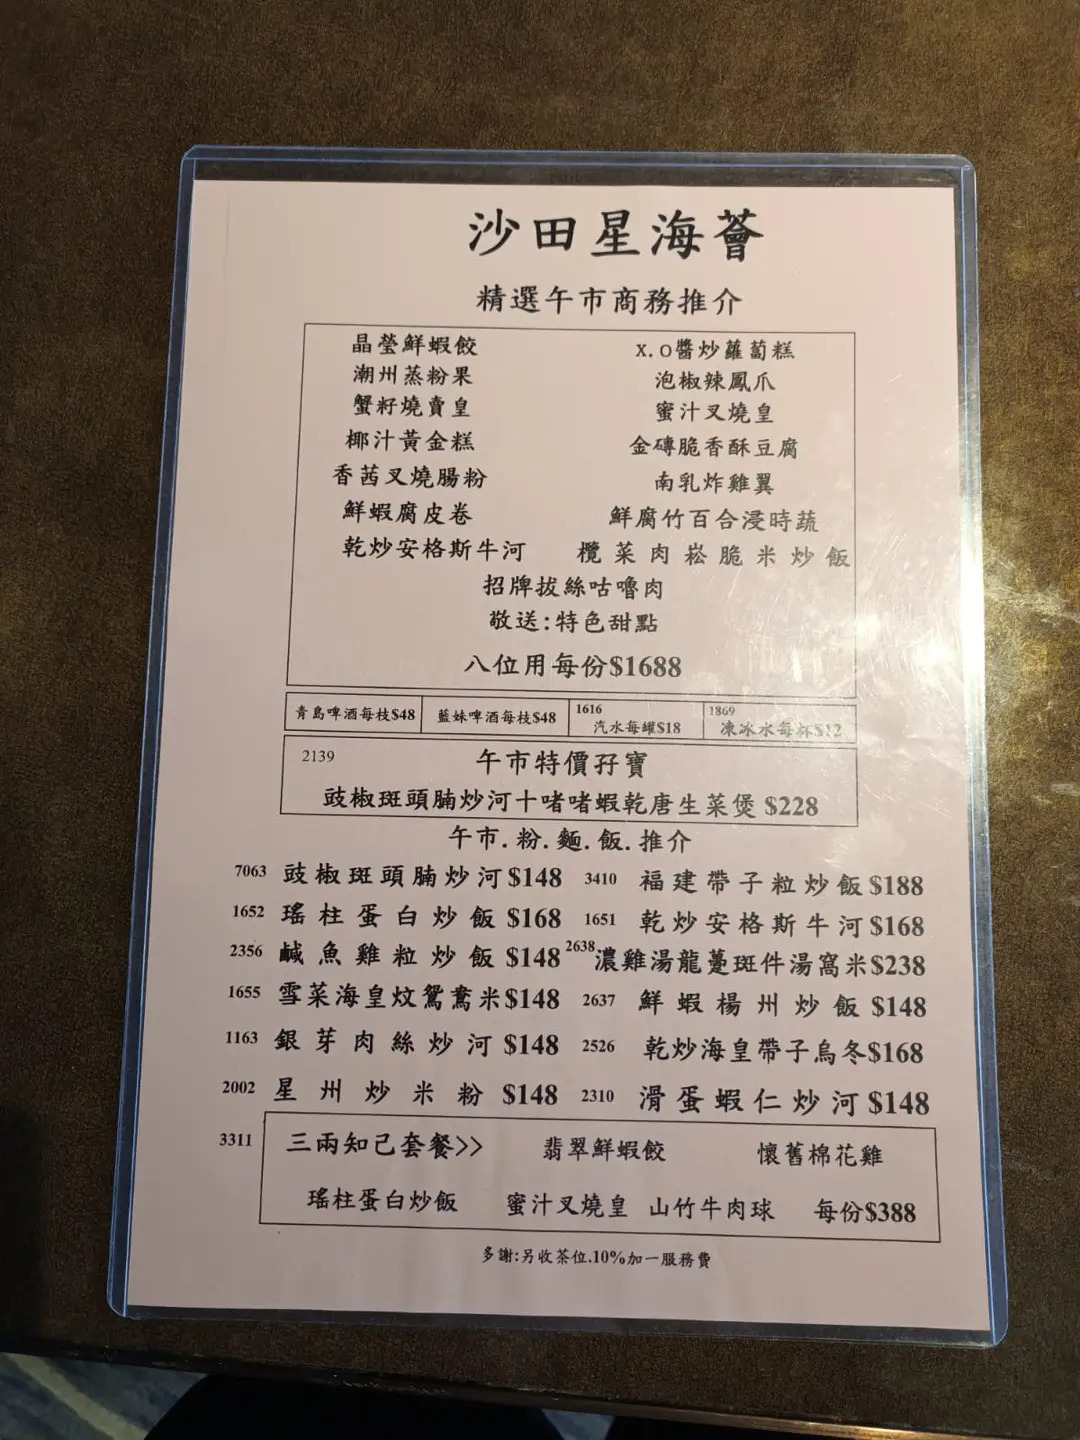 沙田星海薈
精選午市商務推介
晶瑩鮮蝦餃 x.o醬炒蘿蔔糕
潮州蒸粉果 泡椒辣鳳爪
蟹籽燒賣皇 蜜汁叉燒皇
椰汁黃金糕 金磚脆香酥豆腐
香茜叉燒腸粉 南乳炸雞翼
鮮蝦腐皮卷 鮮腐竹百合浸時蔬
乾炒安格斯牛河 欖菜肉崧脆米炒飯
招牌拔絲咕嚕肉
敬送:特色甜點
八位用每份$1688
青島啤酒每枝$48 藍妹啤酒每枝$48 1616 汽水每罐$18 1869 凍冰水每杯$12
2139 午市特價孖寶
豉椒斑頭腩炒河十啫啫蝦乾唐生菜煲 $228
午市.粉.麵.飯.推介
7063 豉椒斑頭腩炒河$148 3410 福建帶子粒炒飯$188
1652 瑤柱蛋白炒飯$168 1651 乾炒安格斯牛河$168
2356 鹹魚雞粒炒飯$148 2638 濃雞湯龍躉斑件湯窩米$238
1655 雪菜海皇炆鴛鴦米$148 2637 鮮蝦楊州炒飯$148
1163 銀芽肉絲炒河$148 2526 乾炒海皇帶子烏冬$168
2002 星州炒米粉 $148 2310 滑蛋蝦仁炒河$148
3311 三兩知己套餐>> 翡翠鮮蝦餃 懷舊棉花雞
瑤柱蛋白炒飯 蜜汁叉燒皇 山竹牛肉球 每份$388
多謝:另收茶位.10%加一服務費